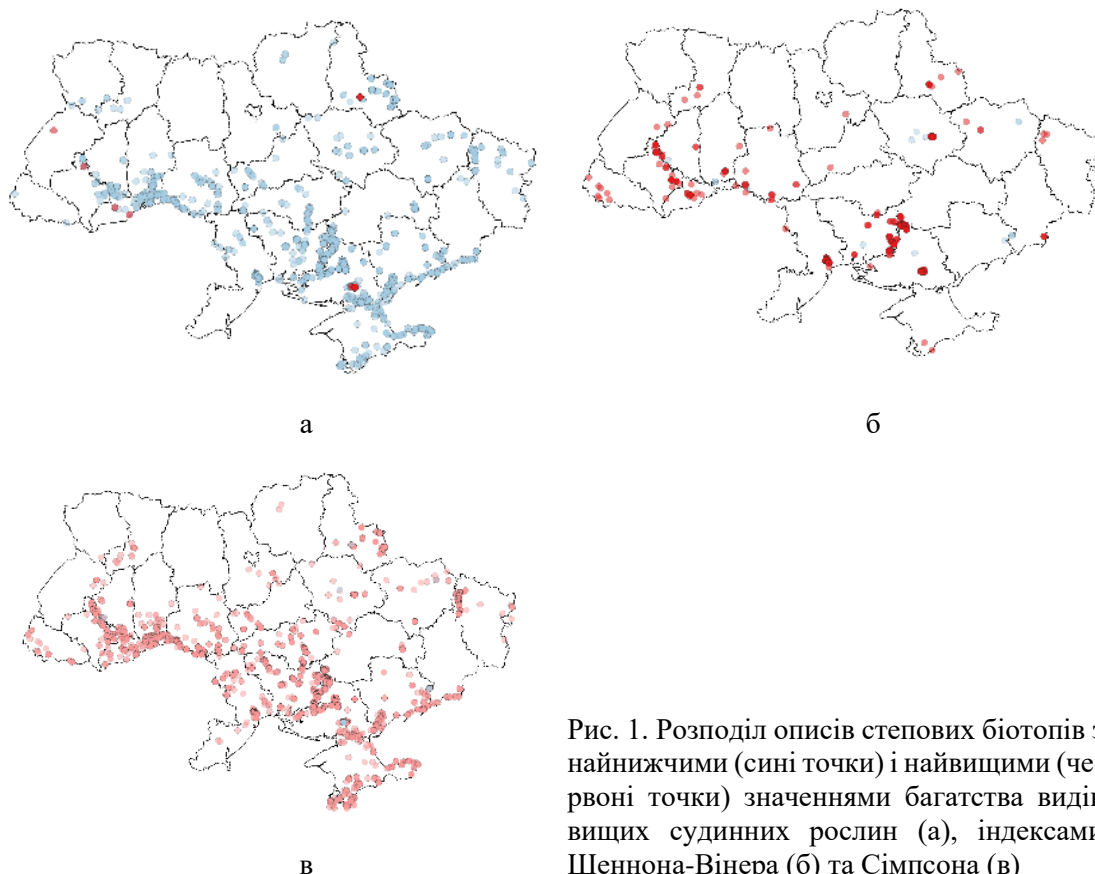 а
б
в
Рис. 1. Розподіл описів степових біотопів з
найнижчими (сині точки) і найвищими (че-
рвоні точки) значеннями багатства видів
вищих судинних рослин (а), індексами
Шеннона-Вінера (б) та Сімпсона (в)